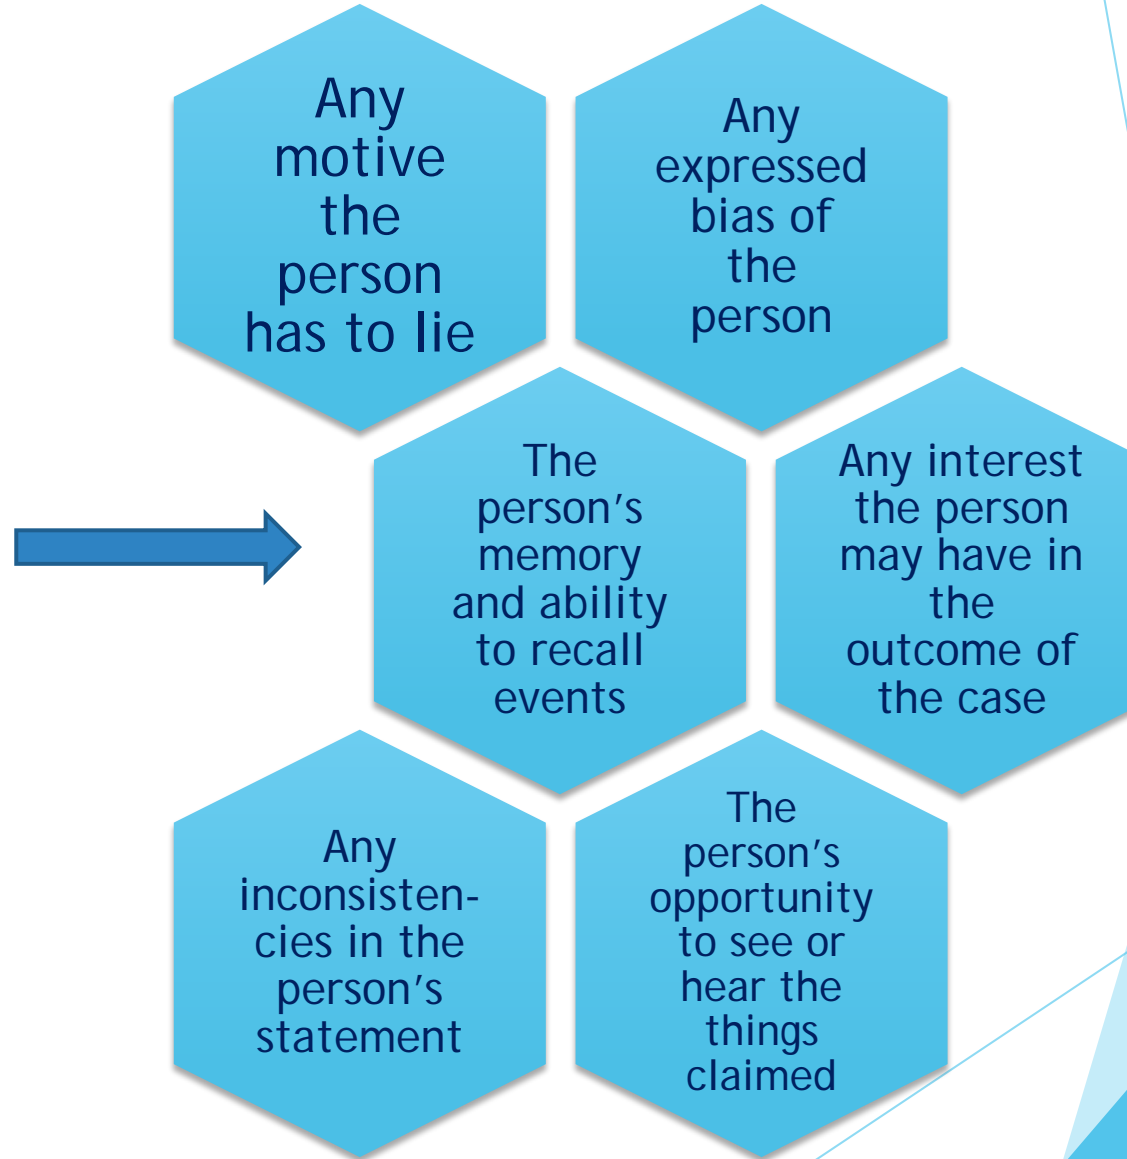 Any
motive
the
person
has to lie
Any
expressed
bias of
the
person
The
person’s
memory
and ability
to recall
events
Any interest
the person
may have in
the
outcome of
the case
Any
inconsisten-
cies in the
person’s
statement
The
person’s
opportunity
to see or
hear the
things
claimed